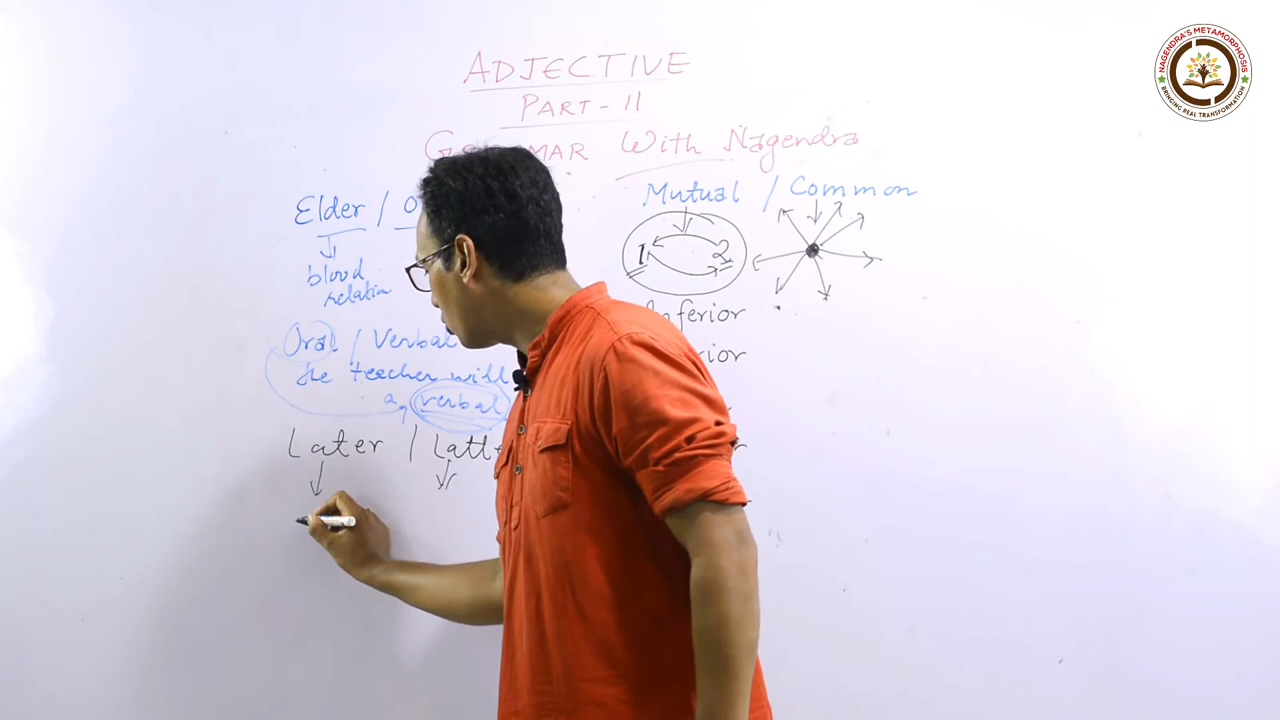 ADJECTIVE
PART-II
With Nagendra
Elder /
blood
relation
Oral / Verbal
the teacher will
a verbal
Later /
Mutual / Common
1 2
Inferior
NAGENDRA'S METAMORPHOSIS
BRINGING REAL TRANSFORMATION